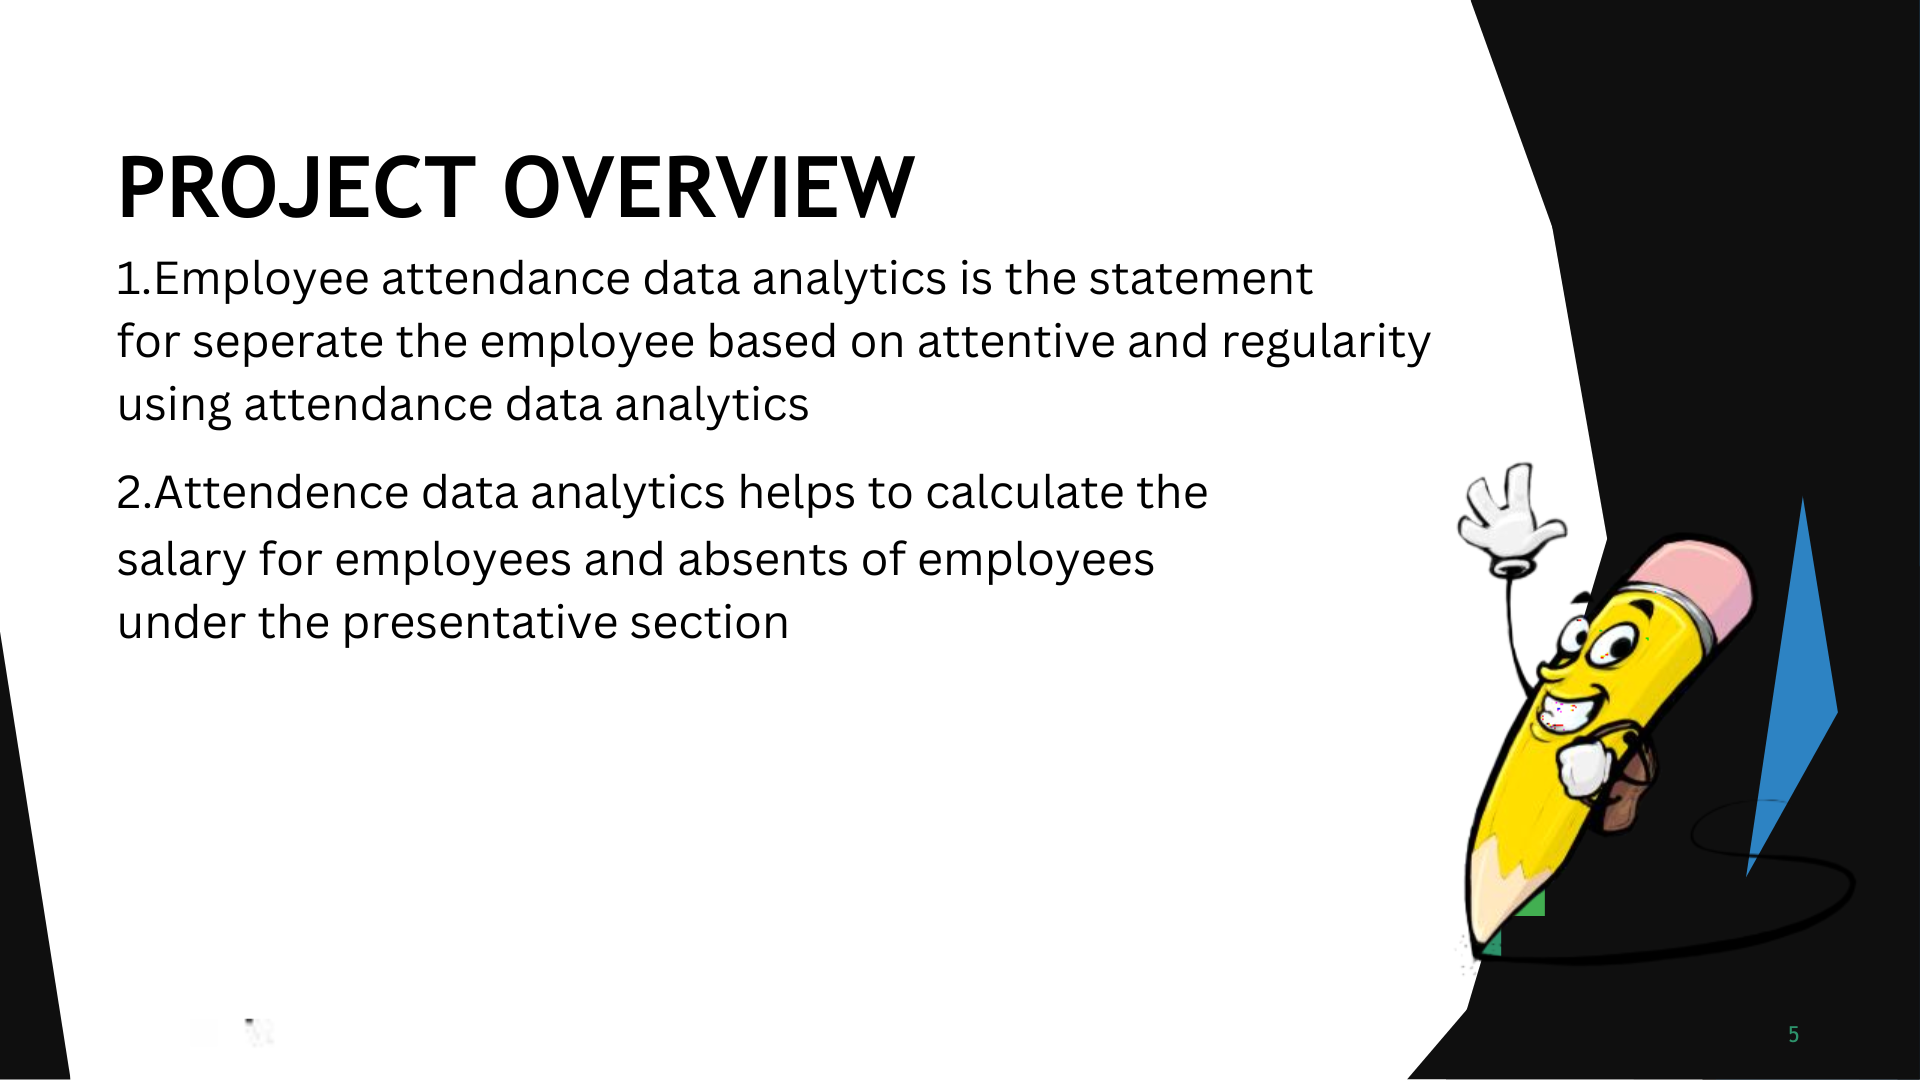 PROJECT OVERVIEW
1.Employee attendance data analytics is the statement
for seperate the employee based on attentive and regularity
using attendance data analytics
2.Attendence data analytics helps to calculate the
salary for employees and absents of employees
under the presentative section
5